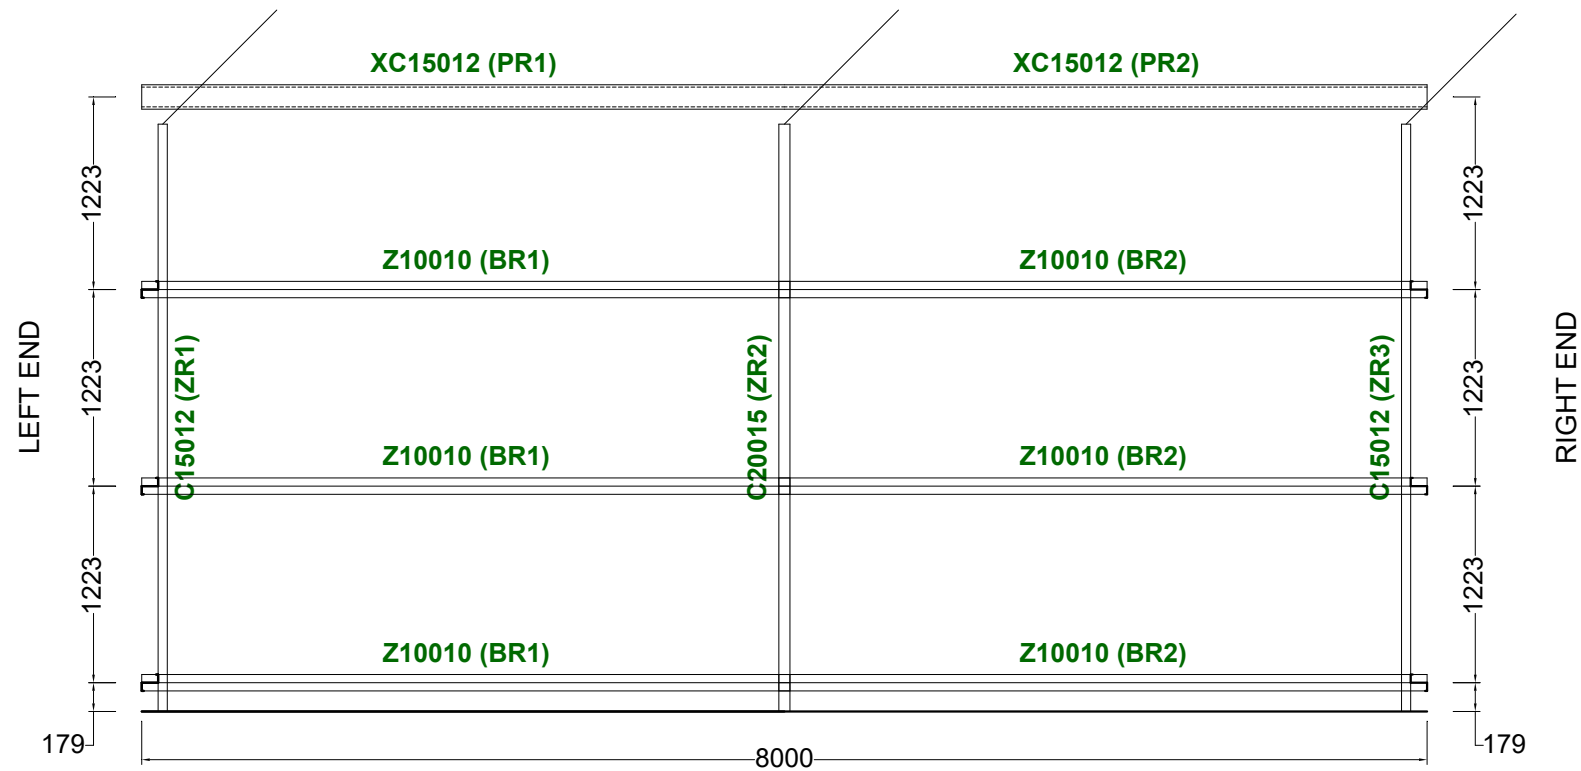 XC15012 (PR1)
XC15012 (PR2)
1223
1223
Z10010 (BR1)
Z10010 (BR2)
LEFT END
1223
C15012 (ZR1)
C20015 (ZR2)
C15012 (ZR3)
1223
RIGHT END
Z10010 (BR1)
Z10010 (BR2)
1223
1223
Z10010 (BR1)
Z10010 (BR2)
179
8000
179